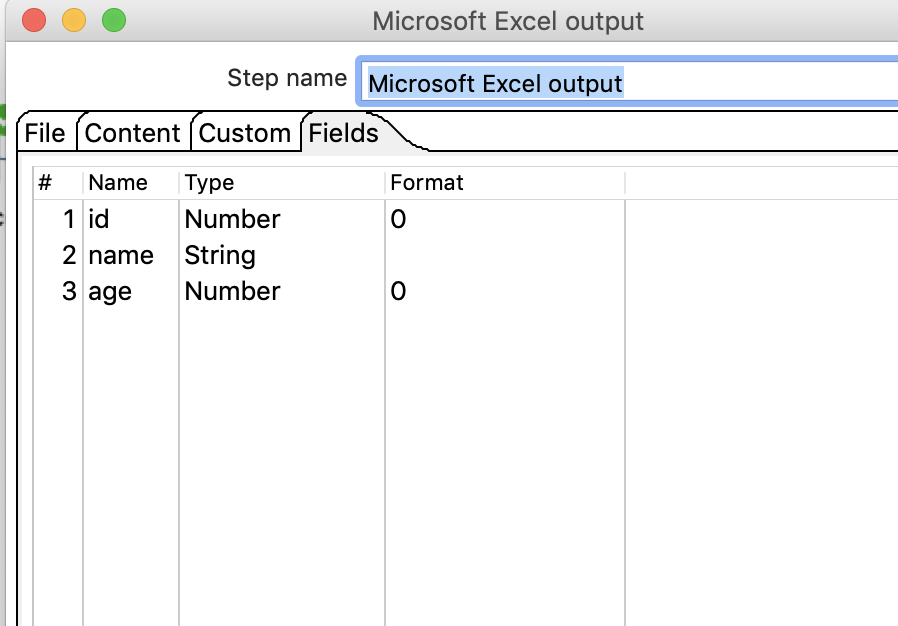 Microsoft Excel output
Step name Microsoft Excel output
File Content Custom Fields
# Name Type Format
1 id Number 0
2 name String
3 age Number 0